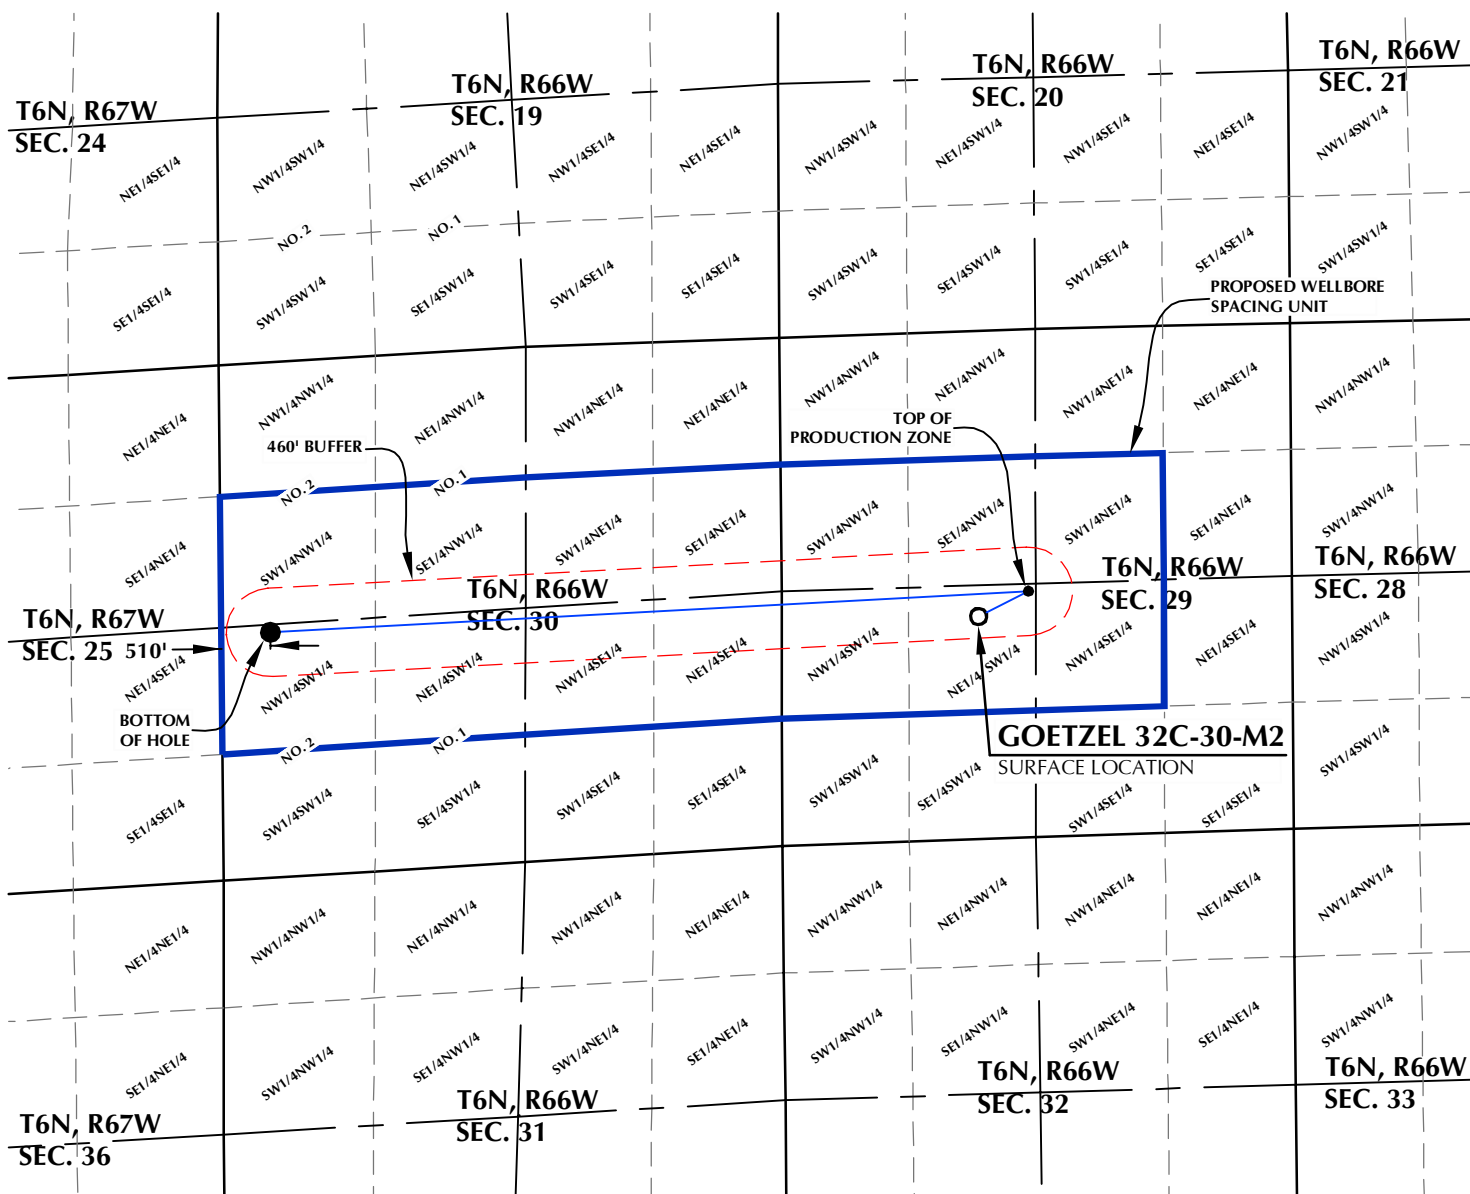 T6N, R66W
SEC. 21
T6N, R66W
SEC. 20
T6N, R66W
SEC. 19
T6N, R67W
SEC. 24
NE1/4SE1/4
NW1/4SW1/4
NE1/4SW1/4
NW1/4SE1/4
NE1/4SE1/4
NW1/4SW1/4
NE1/4SW1/4
NW1/4SE1/4
NE1/4SE1/4
NW1/4SW1/4
NO. 2
NO. 1
SE1/4SE1/4
SW1/4SW1/4
SE1/4SW1/4
SW1/4SE1/4
SE1/4SE1/4
SW1/4SW1/4
SE1/4SW1/4
SW1/4SE1/4
SE1/4SE1/4
SW1/4SW1/4
PROPOSED WELLBORE
SPACING UNIT
NE1/4NE1/4
NW1/4NW1/4
NE1/4NW1/4
NW1/4NE1/4
NE1/4NE1/4
NW1/4NW1/4
NE1/4NW1/4
NW1/4NE1/4
NE1/4NE1/4
NW1/4NW1/4
460' BUFFER
TOP OF
PRODUCTION ZONE
NO. 2
NO. 1
SE1/4NE1/4
SW1/4NW1/4
SE1/4NW1/4
SW1/4NE1/4
SE1/4NE1/4
SW1/4NW1/4
SE1/4NW1/4
SW1/4NE1/4
SE1/4NE1/4
SW1/4NW1/4
T6N, R66W
SEC. 28
T6N, R66W
SEC. 29
T6N, R66W
SEC. 30
T6N, R67W
SEC. 25
510'
NE1/4SE1/4
NW1/4SW1/4
NE1/4SW1/4
NW1/4SE1/4
NE1/4SE1/4
NW1/4SW1/4
NE1/4 SW1/4
NW1/4SE1/4
NE1/4SE1/4
NW1/4SW1/4
BOTTOM
OF HOLE
NO. 2
NO. 1
GOETZEL 32C-30-M2
SURFACE LOCATION
SE1/4SE1/4
SW1/4SW1/4
SE1/4SW1/4
SW1/4SE1/4
SE1/4SE1/4
SW1/4SW1/4
SE1/4SW1/4
SW1/4SE1/4
SE1/4SE1/4
SW1/4SW1/4
NE1/4NE1/4
NW1/4NW1/4
NE1/4NW1/4
NW1/4NE1/4
NE1/4NE1/4
NW1/4NW1/4
NE1/4NW1/4
NW1/4NE1/4
NE1/4NE1/4
NW1/4NW1/4
SE1/4NE1/4
SW1/4NW1/4
SE1/4NW1/4
SW1/4NE1/4
SE1/4NE1/4
SW1/4NW1/4
SE1/4NW1/4
SW1/4NE1/4
SE1/4NE1/4
SW1/4NW1/4
T6N, R66W
SEC. 33
T6N, R66W
SEC. 32
T6N, R66W
SEC. 31
T6N, R67W
SEC. 36